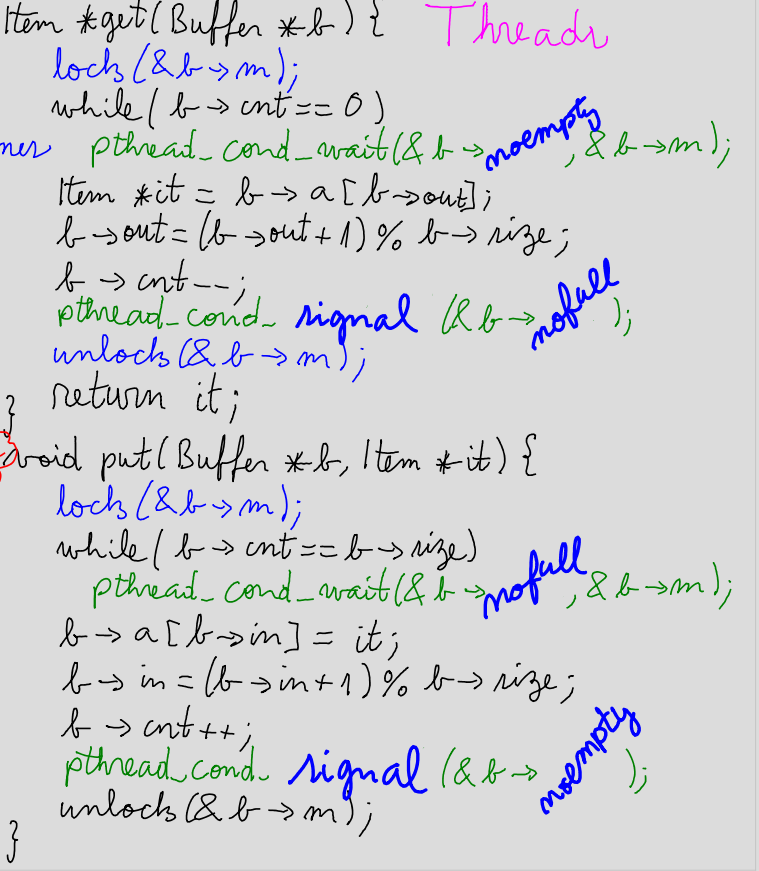 Item *get(Buffer *b) { Threads
lock(&b→m);
while( b→cnt==0)
pthread_cond_wait(&b→noempty, &b→m);
Item *it = b→a[b→out];
b→out=(b→out+1)% b→size;
b→cnt--;
pthread_cond_signal (&b→nofull);
unlock(&b→m);
return it;
}
void put(Buffer *b, Item *it) {
lock(&b→m);
while( b→cnt==b→size)
pthread_cond_wait(&b→nofull, &b→m);
b→a[b→in] = it;
b→in=(b→in+1)% b→size;
b→cnt++;
pthread_cond_signal (&b→noempty);
unlock(&b→m);
}